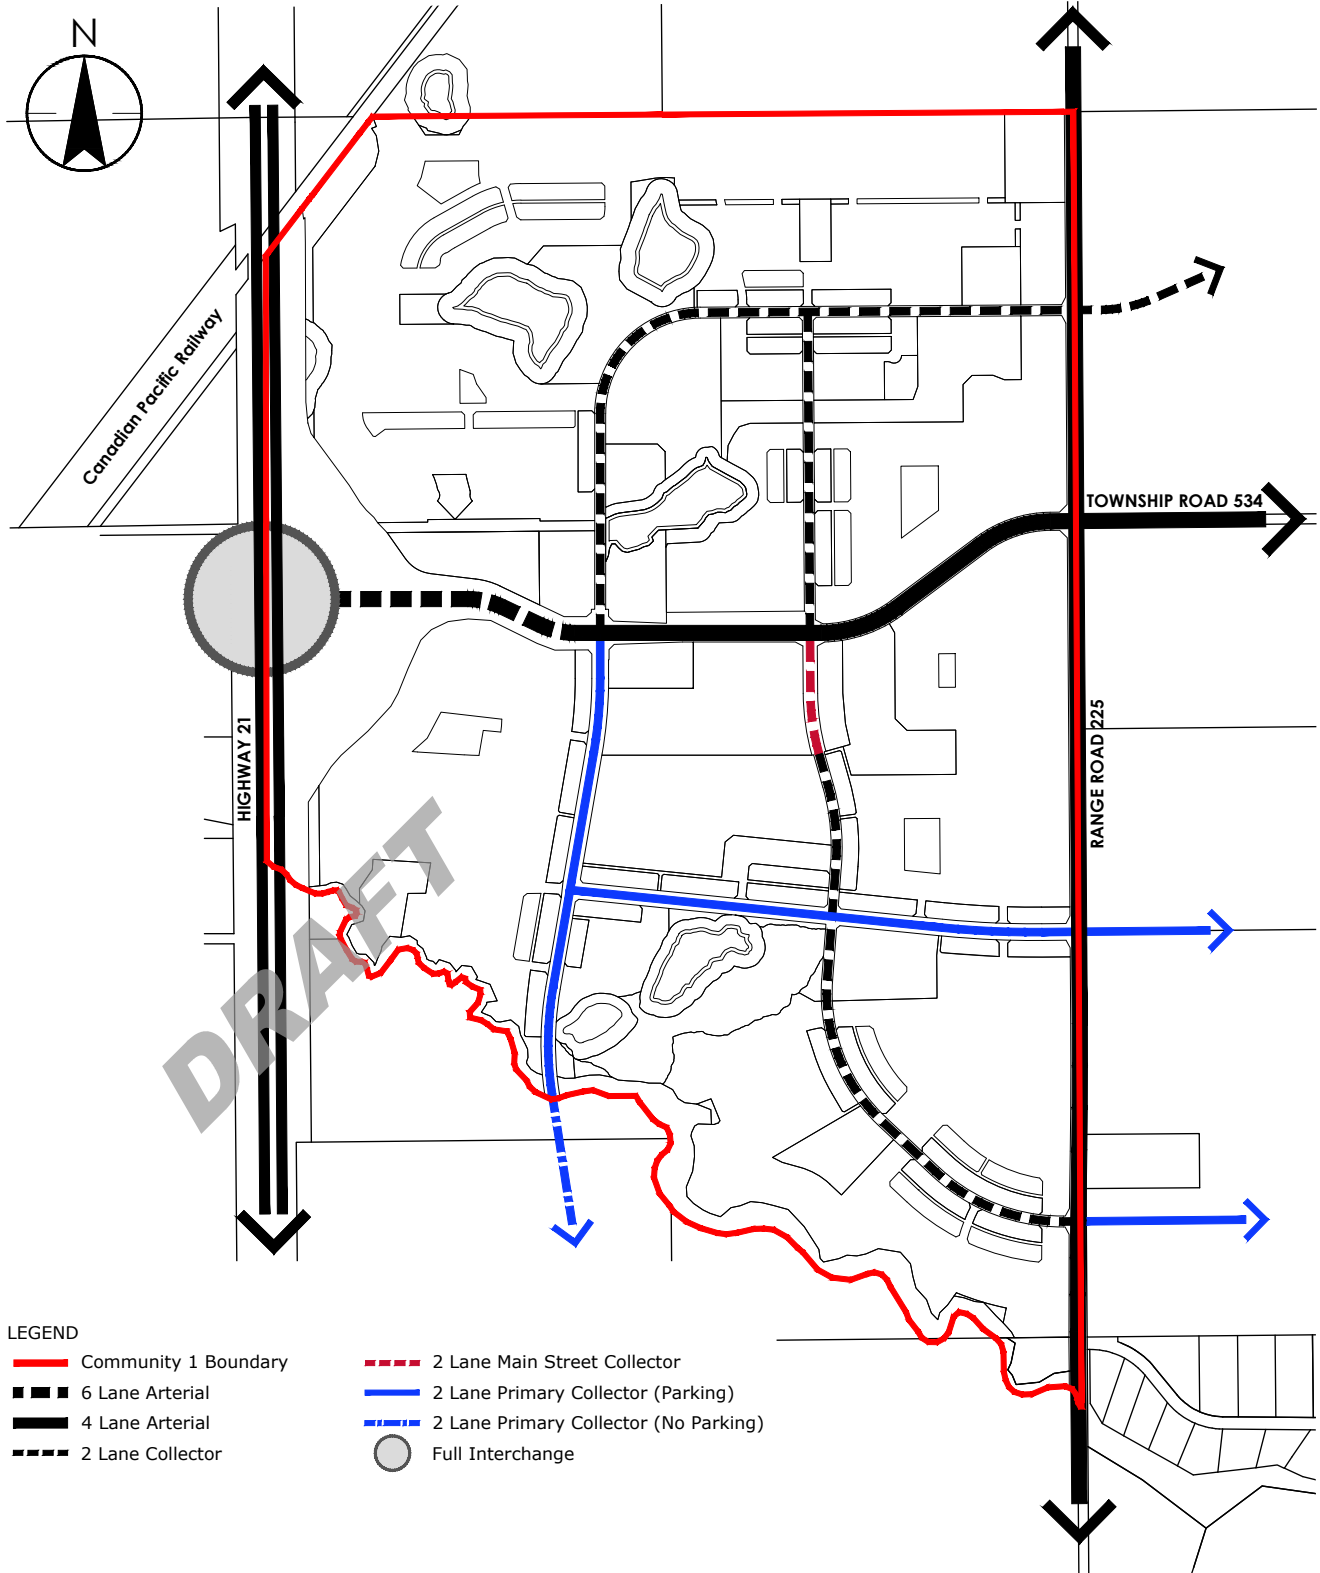 N
Canadian Pacific Railway
TOWNSHIP ROAD 534
HIGHWAY 21
RANGE ROAD 225
DRAFT
LEGEND
Community 1 Boundary
6 Lane Arterial
4 Lane Arterial
2 Lane Collector
2 Lane Main Street Collector
2 Lane Primary Collector (Parking)
2 Lane Primary Collector (No Parking)
Full Interchange